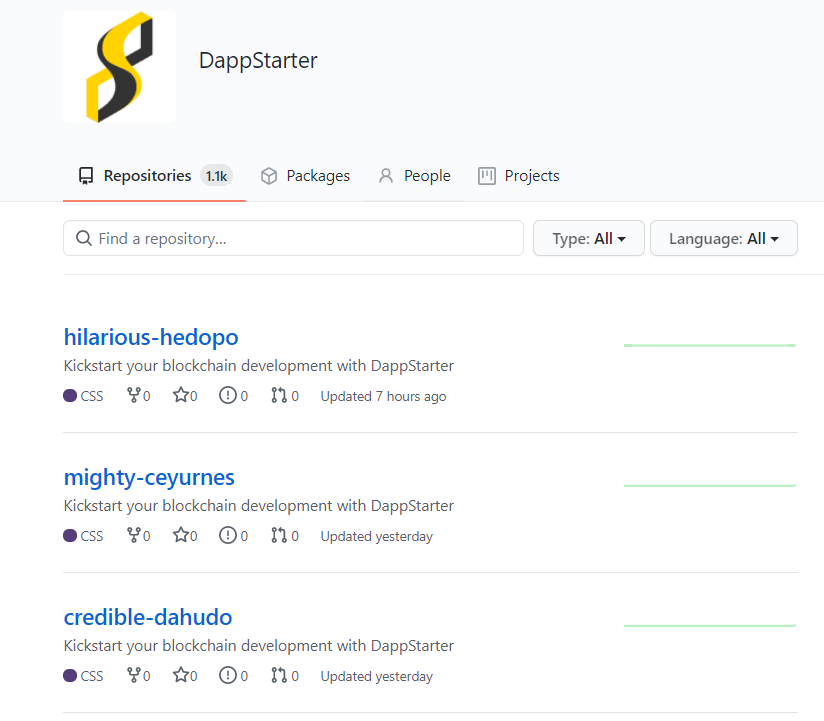 DappStarter
Repositories 1.1k Packages People Projects
Find a repository... Type: All Language: All
hilarious-hedopo
Kickstart your blockchain development with DappStarter
CSS 0 0 0 0 Updated 7 hours ago
mighty-ceyurnes
Kickstart your blockchain development with DappStarter
CSS 0 0 0 0 Updated yesterday
credible-dahudo
Kickstart your blockchain development with DappStarter
CSS 0 0 0 0 Updated yesterday